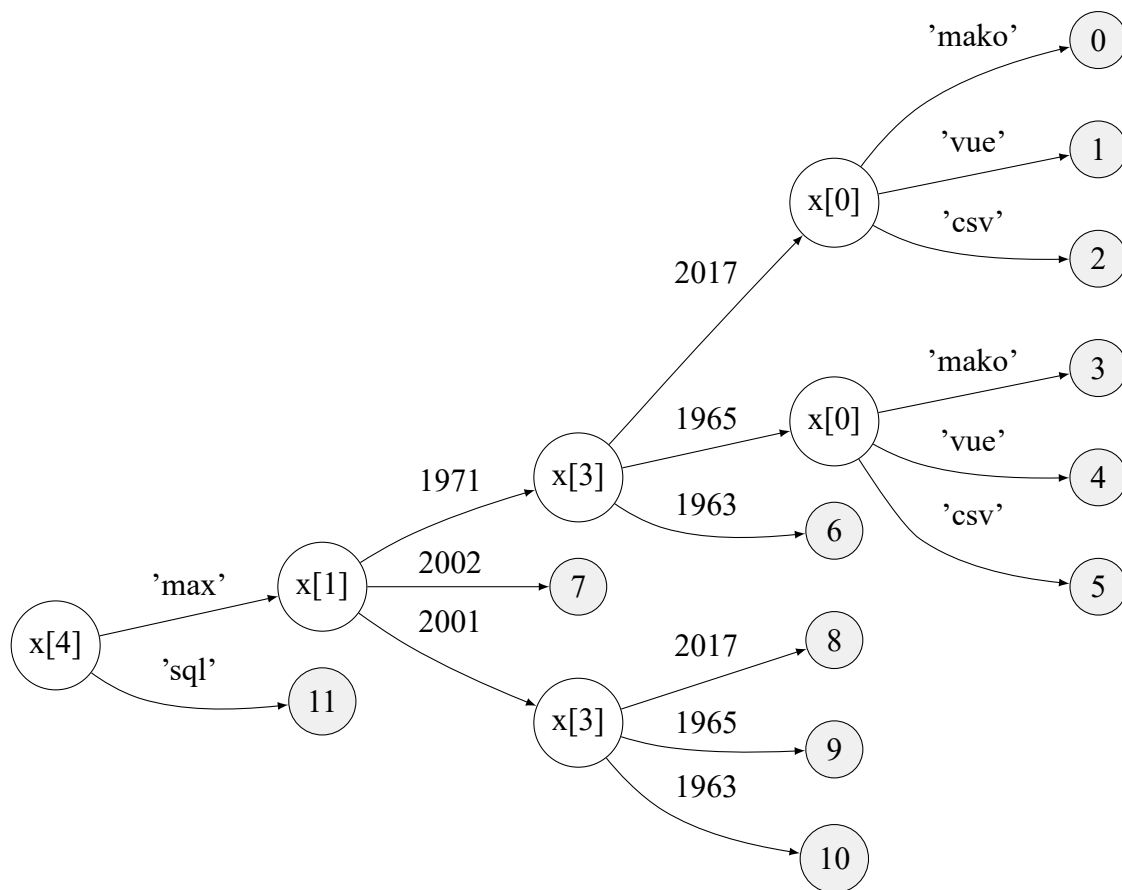 ’mako’
0
’vue’
1
x[0]
’csv’
2
2017
’mako’
3
1965
x[0]
’vue’
4
1971
x[3]
1963
’csv’
6
’max’
x[1]
2002
7
5
2001
x[4]
2017
8
’sql’
11
x[3]
1965
9
1963
10